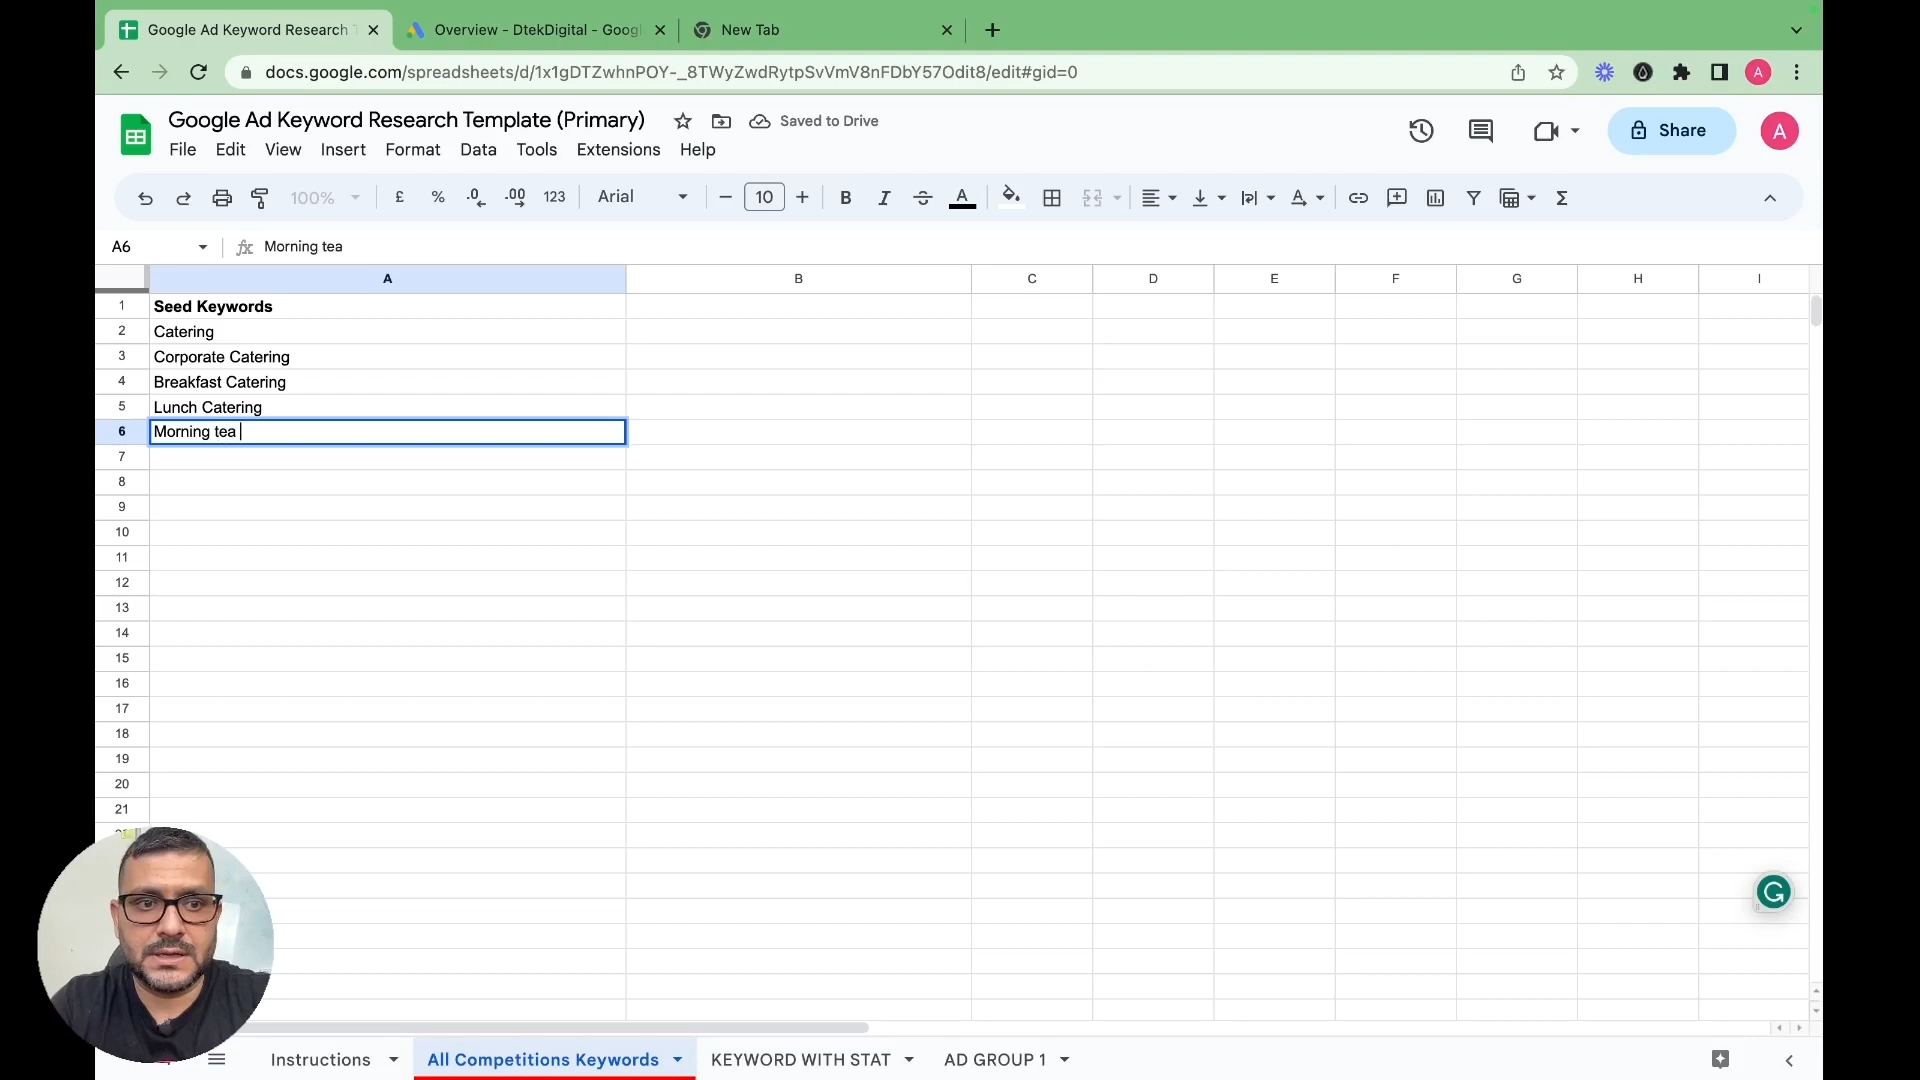 Google Ad Keyword Research T
Overview - DtekDigital - Googl
New Tab
docs.google.com/spreadsheets/d/1x1gDTZwhnPOY-_8TWyZwdRytpSvVmV8nFDbY57Odit8/edit#gid=0
A
Google Ad Keyword Research Template (Primary)
Saved to Drive
File Edit View Insert Format Data Tools Extensions Help
Share
A
100% £ % .0 .00 123 Arial 10 B I S A Σ
A6 fx Morning tea
A B C D E F G H I
1 Seed Keywords
2 Catering
3 Corporate Catering
4 Breakfast Catering
5 Lunch Catering
6 Morning tea
7
8
9
10
11
12
13
14
15
16
17
18
19
20
21
Instructions All Competitions Keywords KEYWORD WITH STAT AD GROUP 1